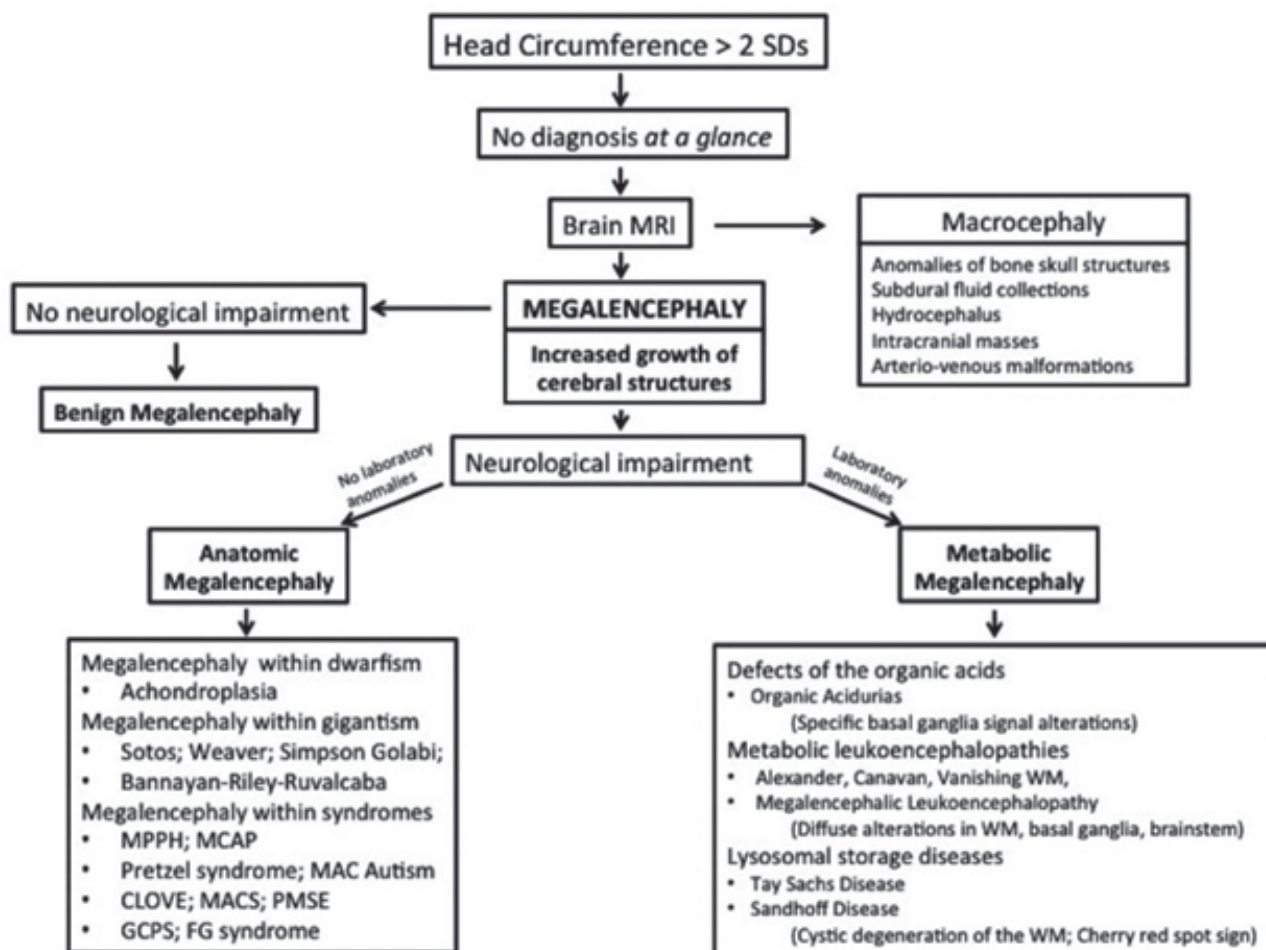 Head Circumference > 2 SDs
No diagnosis at a glance
Brain MRI
Macrocephaly
Anomalies of bone skull structures
Subdural fluid collections
Hydrocephalus
Intracranial masses
Arterio-venous malformations
MEGALENCEPHALY
Increased growth of
cerebral structures
No neurological impairment
Benign Megalencephaly
Neurological impairment
No laboratory
anomalies
Laboratory
anomalies
Anatomic
Megalencephaly
Metabolic
Megalencephaly
Megalencephaly within dwarfism
• Achondroplasia
Megalencephaly within gigantism
• Sotos; Weaver; Simpson Golabi;
• Bannayan-Riley-Ruvalcaba
Megalencephaly within syndromes
• MPPH; MCAP
• Pretzel syndrome; MAC Autism
• CLOVE; MACS; PMSE
• GCPS; FG syndrome
Defects of the organic acids
• Organic Acidurias
(Specific basal ganglia signal alterations)
Metabolic leukoencephalopathies
• Alexander, Canavan, Vanishing WM,
• Megalencephalic Leukoencephalopathy
(Diffuse alterations in WM, basal ganglia, brainstem)
Lysosomal storage diseases
• Tay Sachs Disease
• Sandhoff Disease
(Cystic degeneration of the WM; Cherry red spot sign)